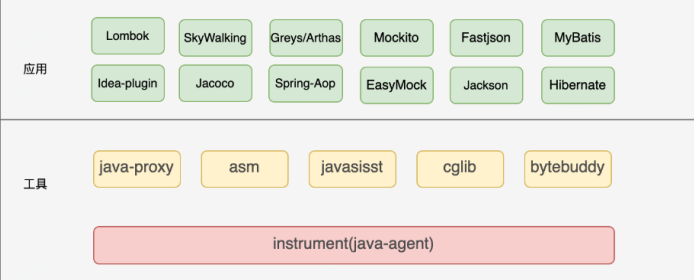 应用
Lombok
SkyWalking
Greys/Arthas
Mockito
Fastjson
MyBatis
Idea-plugin
Jacoco
Spring-Aop
EasyMock
Jackson
Hibernate
工具
java-proxy
asm
javasisst
cglib
bytebuddy
instrument(java-agent)